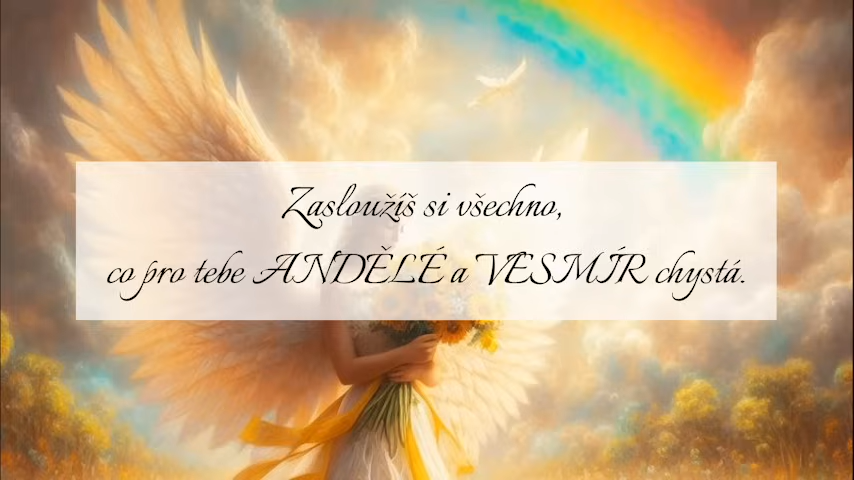 Zasloužíš si všechno,
co pro tebe ANDĚLÉ a VESMÍR chystá.